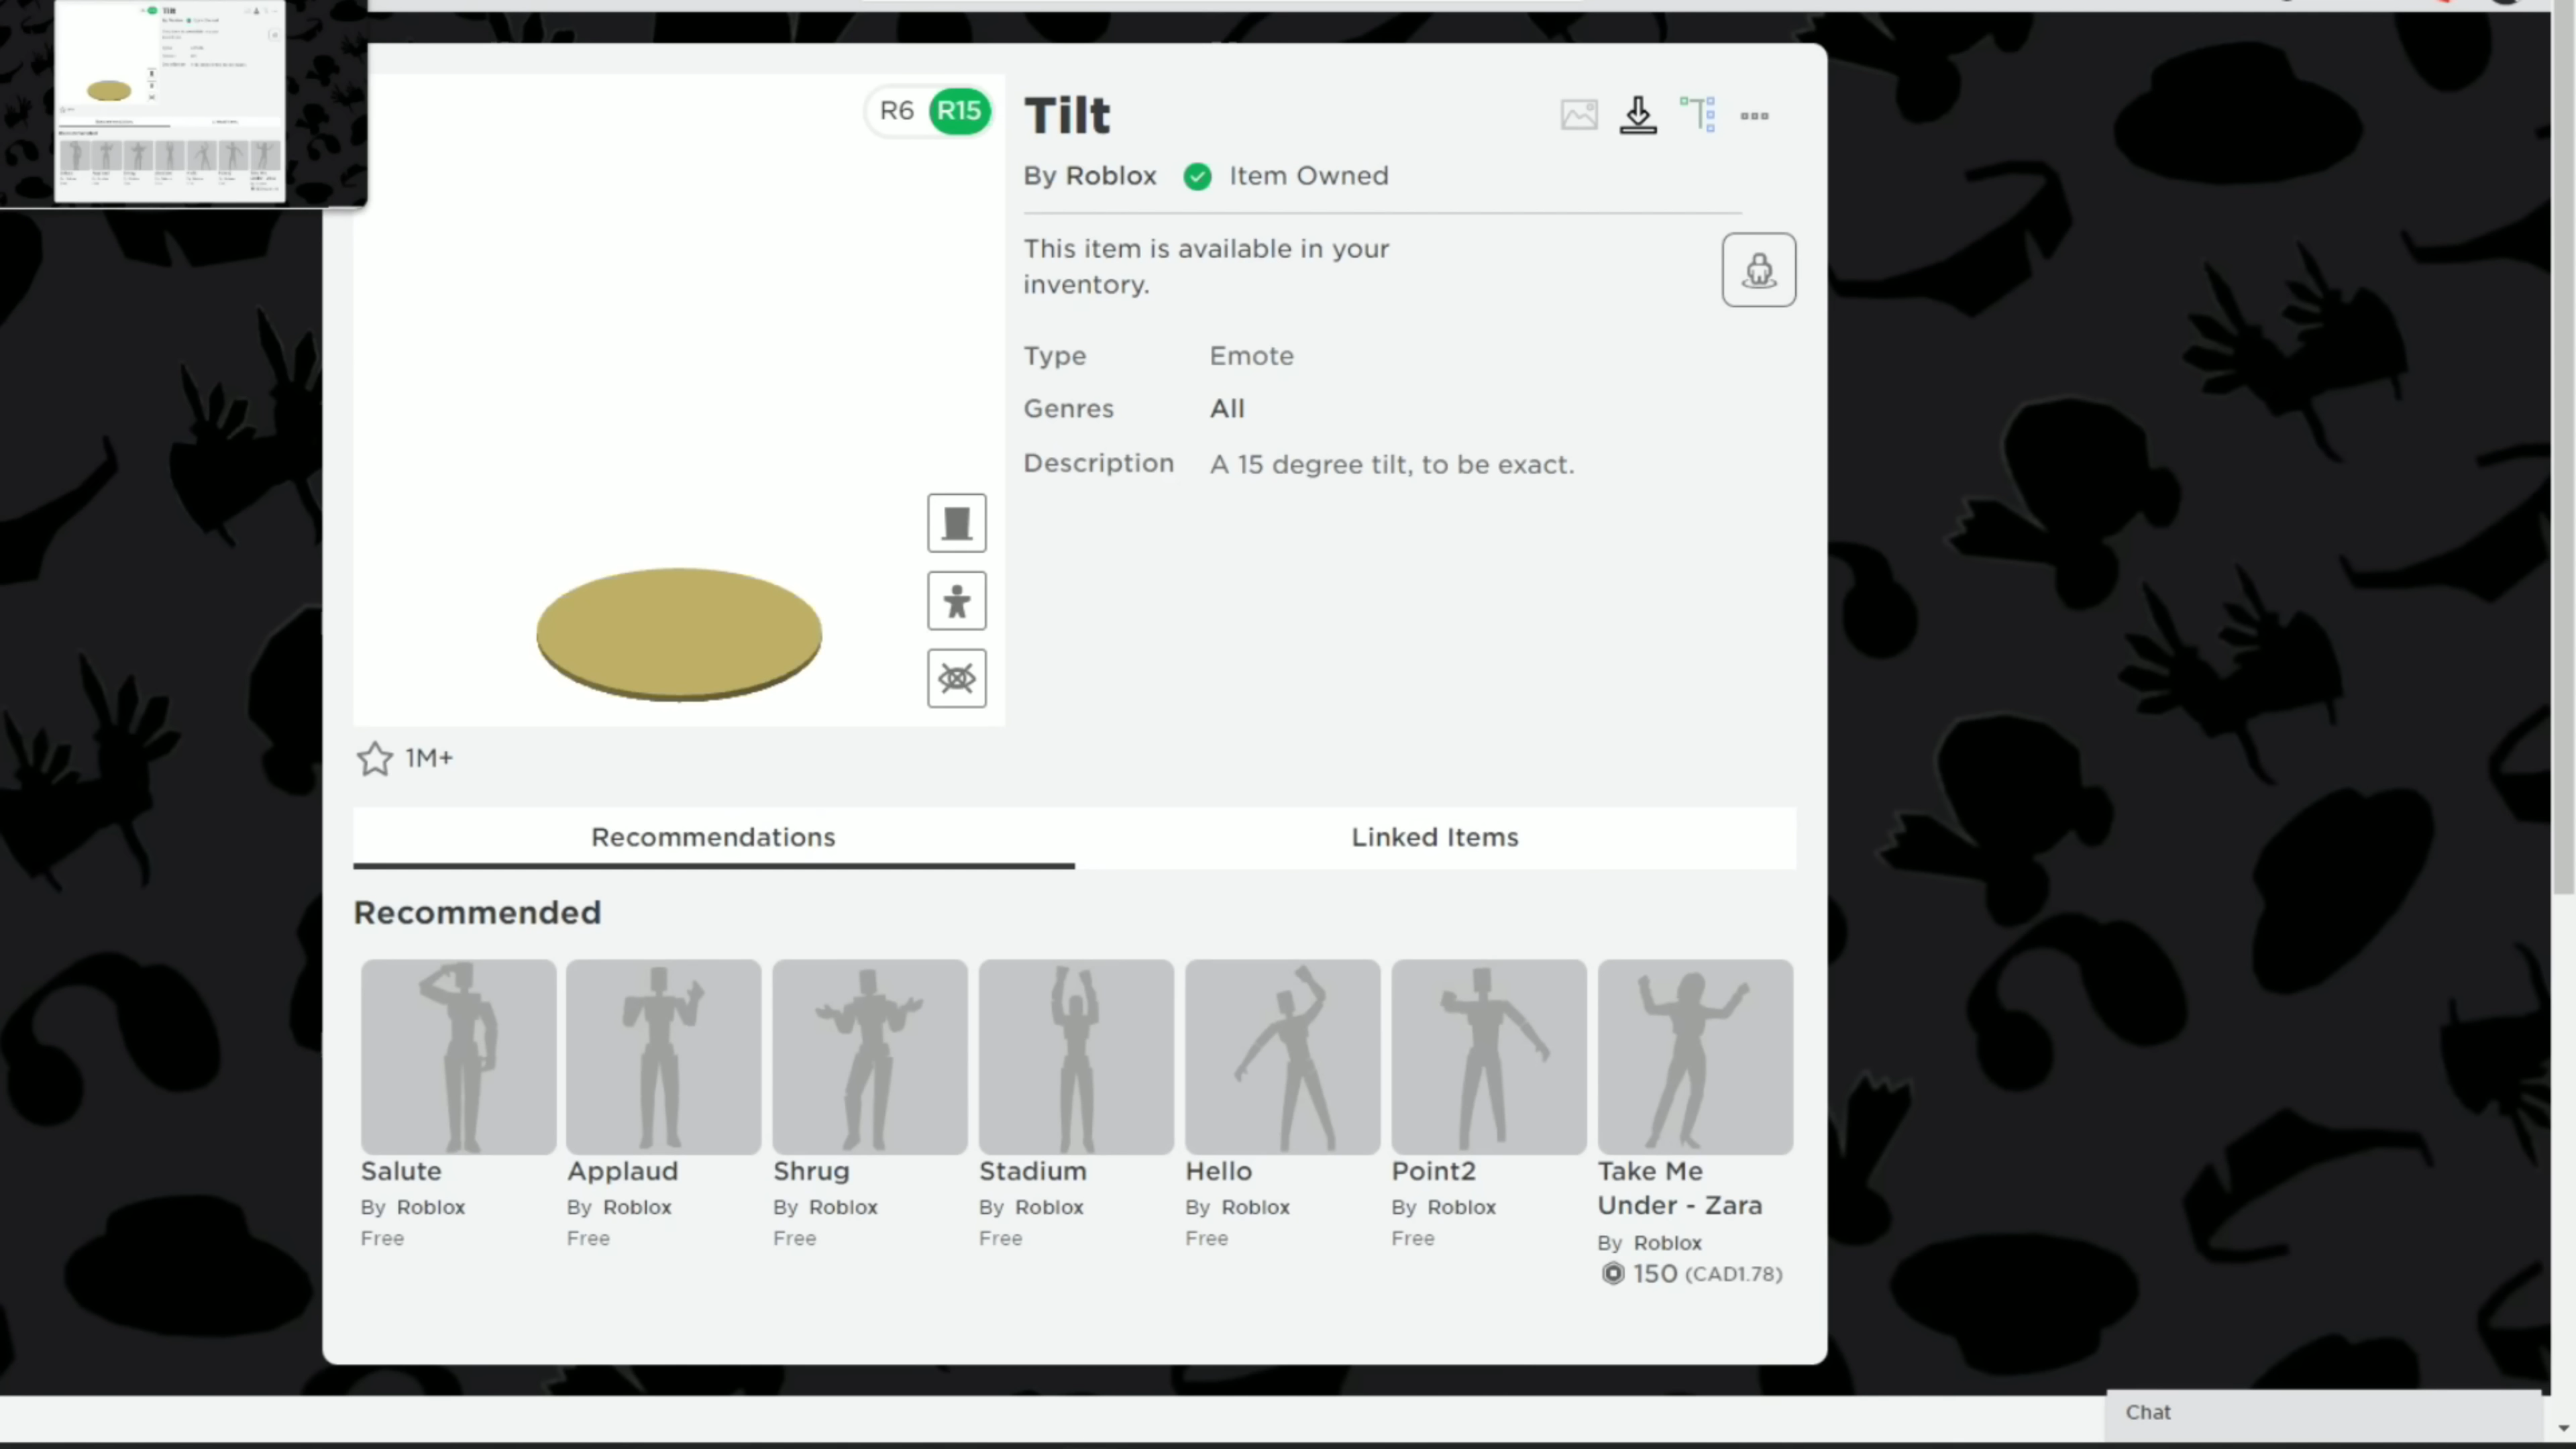 R6 R15
Tilt
By Roblox Item Owned
This item is available in your
inventory.
Type Emote
Genres All
Description A 15 degree tilt, to be exact.
1M+
Recommendations Linked Items
Recommended
Salute
By Roblox
Free
Applaud
By Roblox
Free
Shrug
By Roblox
Free
Stadium
By Roblox
Free
Hello
By Roblox
Free
Point2
By Roblox
Free
Take Me
Under - Zara
By Roblox
150 (CAD1.78)
Chat